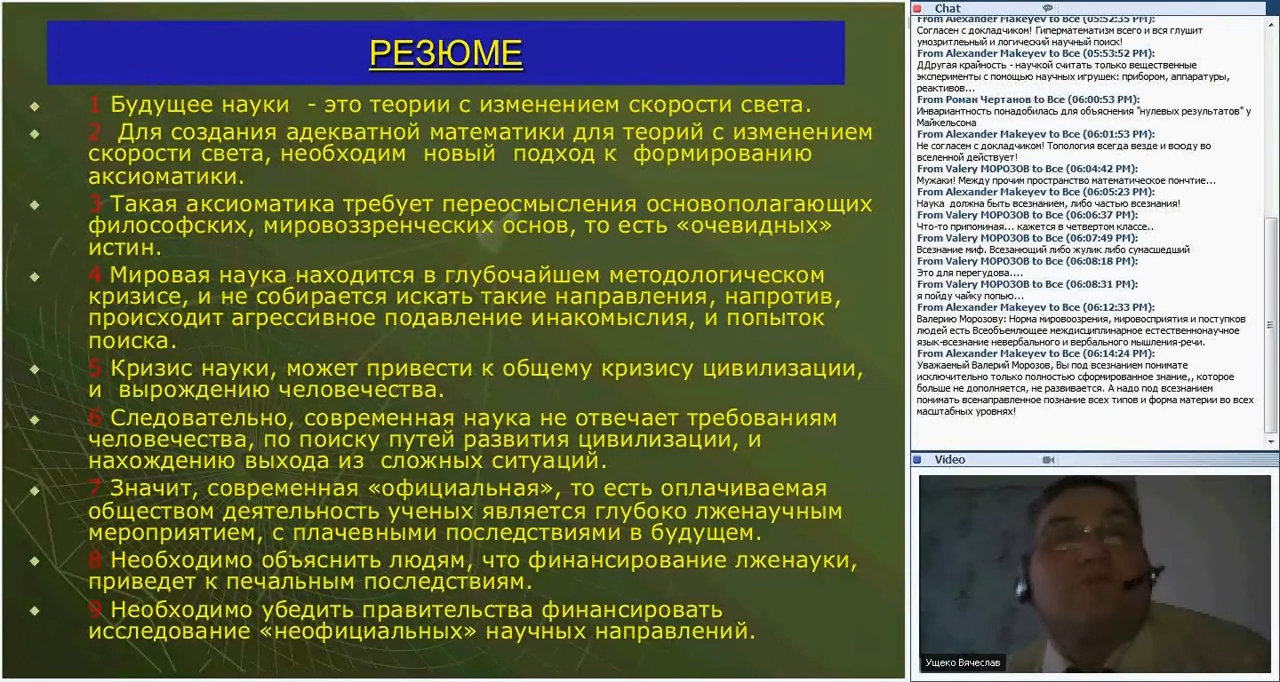 РЕЗЮМЕ
1 Будущее науки - это теории с изменением скорости света.
2 Для создания адекватной математики для теорий с изменением
скорости света, необходим новый подход к формированию
аксиоматики.
3 Такая аксиоматика требует переосмысления основополагающих
философских, мировоззренческих основ, то есть «очевидных»
истин.
4 Мировая наука находится в глубочайшем методологическом
кризисе, и не собирается искать такие направления, напротив,
происходит агрессивное подавление инакомыслия, и попыток
поиска.
5 Кризис науки, может привести к общему кризису цивилизации,
и вырождению человечества.
6 Следовательно, современная наука не отвечает требованиям
человечества, по поиску путей развития цивилизации, и
нахождению выхода из сложных ситуаций.
7 Значит, современная «официальная», то есть оплачиваемая
обществом деятельность ученых является глубоко лженаучным
мероприятием, с плачевными последствиями в будущем.
8 Необходимо объяснить людям, что финансирование лженауки,
приведет к печальным последствиям.
9 Необходимо убедить правительства финансировать
исследование «неофициальных» научных направлений.
Chat
From Alexander Makeyev to Все (05:52:35 PM):
Согласен с докладчиком! Гиперматематизм всего и вся глушит
умозритлеьный и логический научный поиск!
From Alexander Makeyev to Все (05:53:52 PM):
ДДругая крайность - научкой считать только вещественные
эксперименты с помощью научных игрушек: прибором, аппаратуры,
реактивов...
From Роман Чертанов to Все (06:00:53 PM):
Инвариантность понадобилась для объяснения "нулевых результатов" у
Майкельсона
From Alexander Makeyev to Все (06:01:53 PM):
Не согласен с докладчиком! Топология всегда везде и всюду во
вселенной действует!
From Valery МОРОЗОВ to Все (06:04:42 PM):
Мужаки! Между прочим пространство математическое пончтие...
From Alexander Makeyev to Все (06:05:23 PM):
Наука должна быть всезнанием, либо частью всезнания!
From Valery МОРОЗОВ to Все (06:06:37 PM):
Что-то припоминая... кажется в четвертом классе..
From Valery МОРОЗОВ to Все (06:07:49 PM):
Всезнание миф. Всезающий либо жулик либо сумасшедший
From Valery МОРОЗОВ to Все (06:08:18 PM):
Это для перегудова....
From Valery МОРОЗОВ to Все (06:08:31 PM):
я пойду чайку попью...
From Alexander Makeyev to Все (06:12:33 PM):
Валерию Морозову: Норма мировоозрения, мировосприятия и поступков
людей есть Всеобъемлющее междисциплинарное естественнонаучное
язык-всезнание невербального и вербального мышления-речи.
From Alexander Makeyev to Все (06:14:24 PM):
Уважаемый Валерий Морозов, Вы под всезнанием понимате
исключительно только полностью сформированное знание,, которое
больше не дополняется, не развивается. А надо под всезнанием
понимать всенаправленное познание всех типов и форма материи во всех
масштабных уровнях!
Video
Ущеко Вячеслав